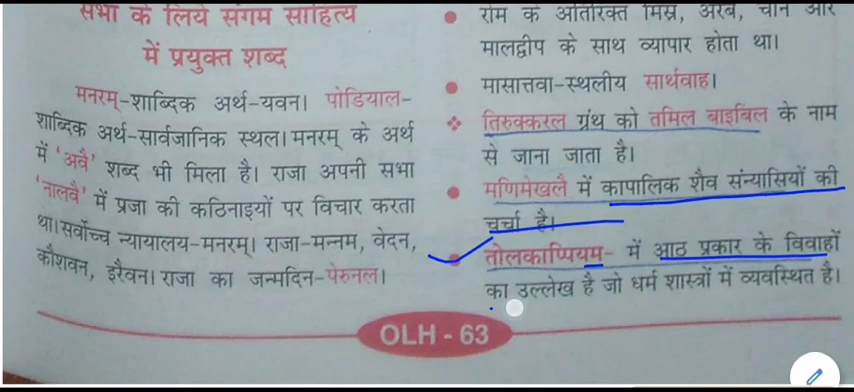 सभा के लिये संगम साहित्य
में प्रयुक्त शब्द
मनरम्-शाब्दिक अर्थ-यवन। पोडियाल-
शाब्दिक अर्थ-सार्वजानिक स्थल। मनरम् के अर्थ
में 'अवै' शब्द भी मिला है। राजा अपनी सभा
'नालवै' में प्रजा की कठिनाइयों पर विचार करता
था। सर्वोच्च न्यायालय-मनरम्। राजा-मन्नम, वेदन,
कौशवन, इरैवन। राजा का जन्मदिन-पेरुनल।
रोम के अतिरिक्त मिस्र, अरब, चीन और
मालद्वीप के साथ व्यापार होता था।
मासात्तवा-स्थलीय सार्थवाह।
तिरुक्करल ग्रंथ को तमिल बाइबिल के नाम
से जाना जाता है।
मणिमेखलै में कापालिक शैव संन्यासियों की
चर्चा है।
तोलकाप्पियम- में आठ प्रकार के विवाहों
का उल्लेख है जो धर्म शास्त्रों में व्यवस्थित है।
OLH - 63